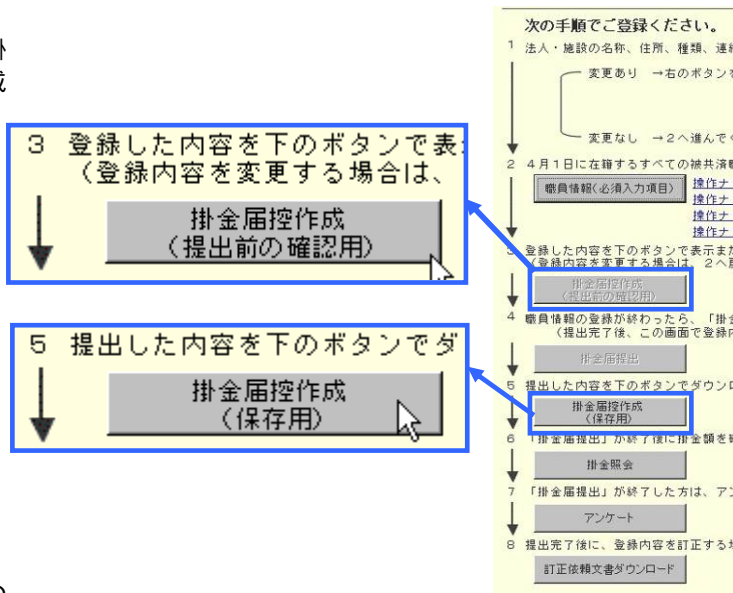 掛
成
3 登録した内容を下のボタンで表
（登録内容を変更する場合は、
掛金届控作成
（提出前の確認用）
5 提出した内容を下のボタンでダ
掛金届控作成
（保存用）
の
次の手順でご登録ください。
1 法人・施設の名称、住所、種類、連絡
変更あり →右のボタンを
変更なし →2へ進んでく
2 4月1日に在籍するすべての被共済職
職員情報（必須入力項目）
操作ナ
操作ナ
操作ナ
操作ナ
3 登録した内容を下のボタンで表示また
（登録内容を変更する場合は、2へ戻
掛金届控作成
（提出前の確認用）
4 職員情報の登録が終わったら、「掛金
（提出完了後、この画面で登録内
掛金届提出
5 提出した内容を下のボタンでダウンロ
掛金届控作成
（保存用）
6 「掛金届提出」が終了後に掛金額を確
掛金照会
7 「掛金届提出」が終了した方は、アン
アンケート
8 提出完了後に、登録内容を訂正する場
訂正依頼文書ダウンロード